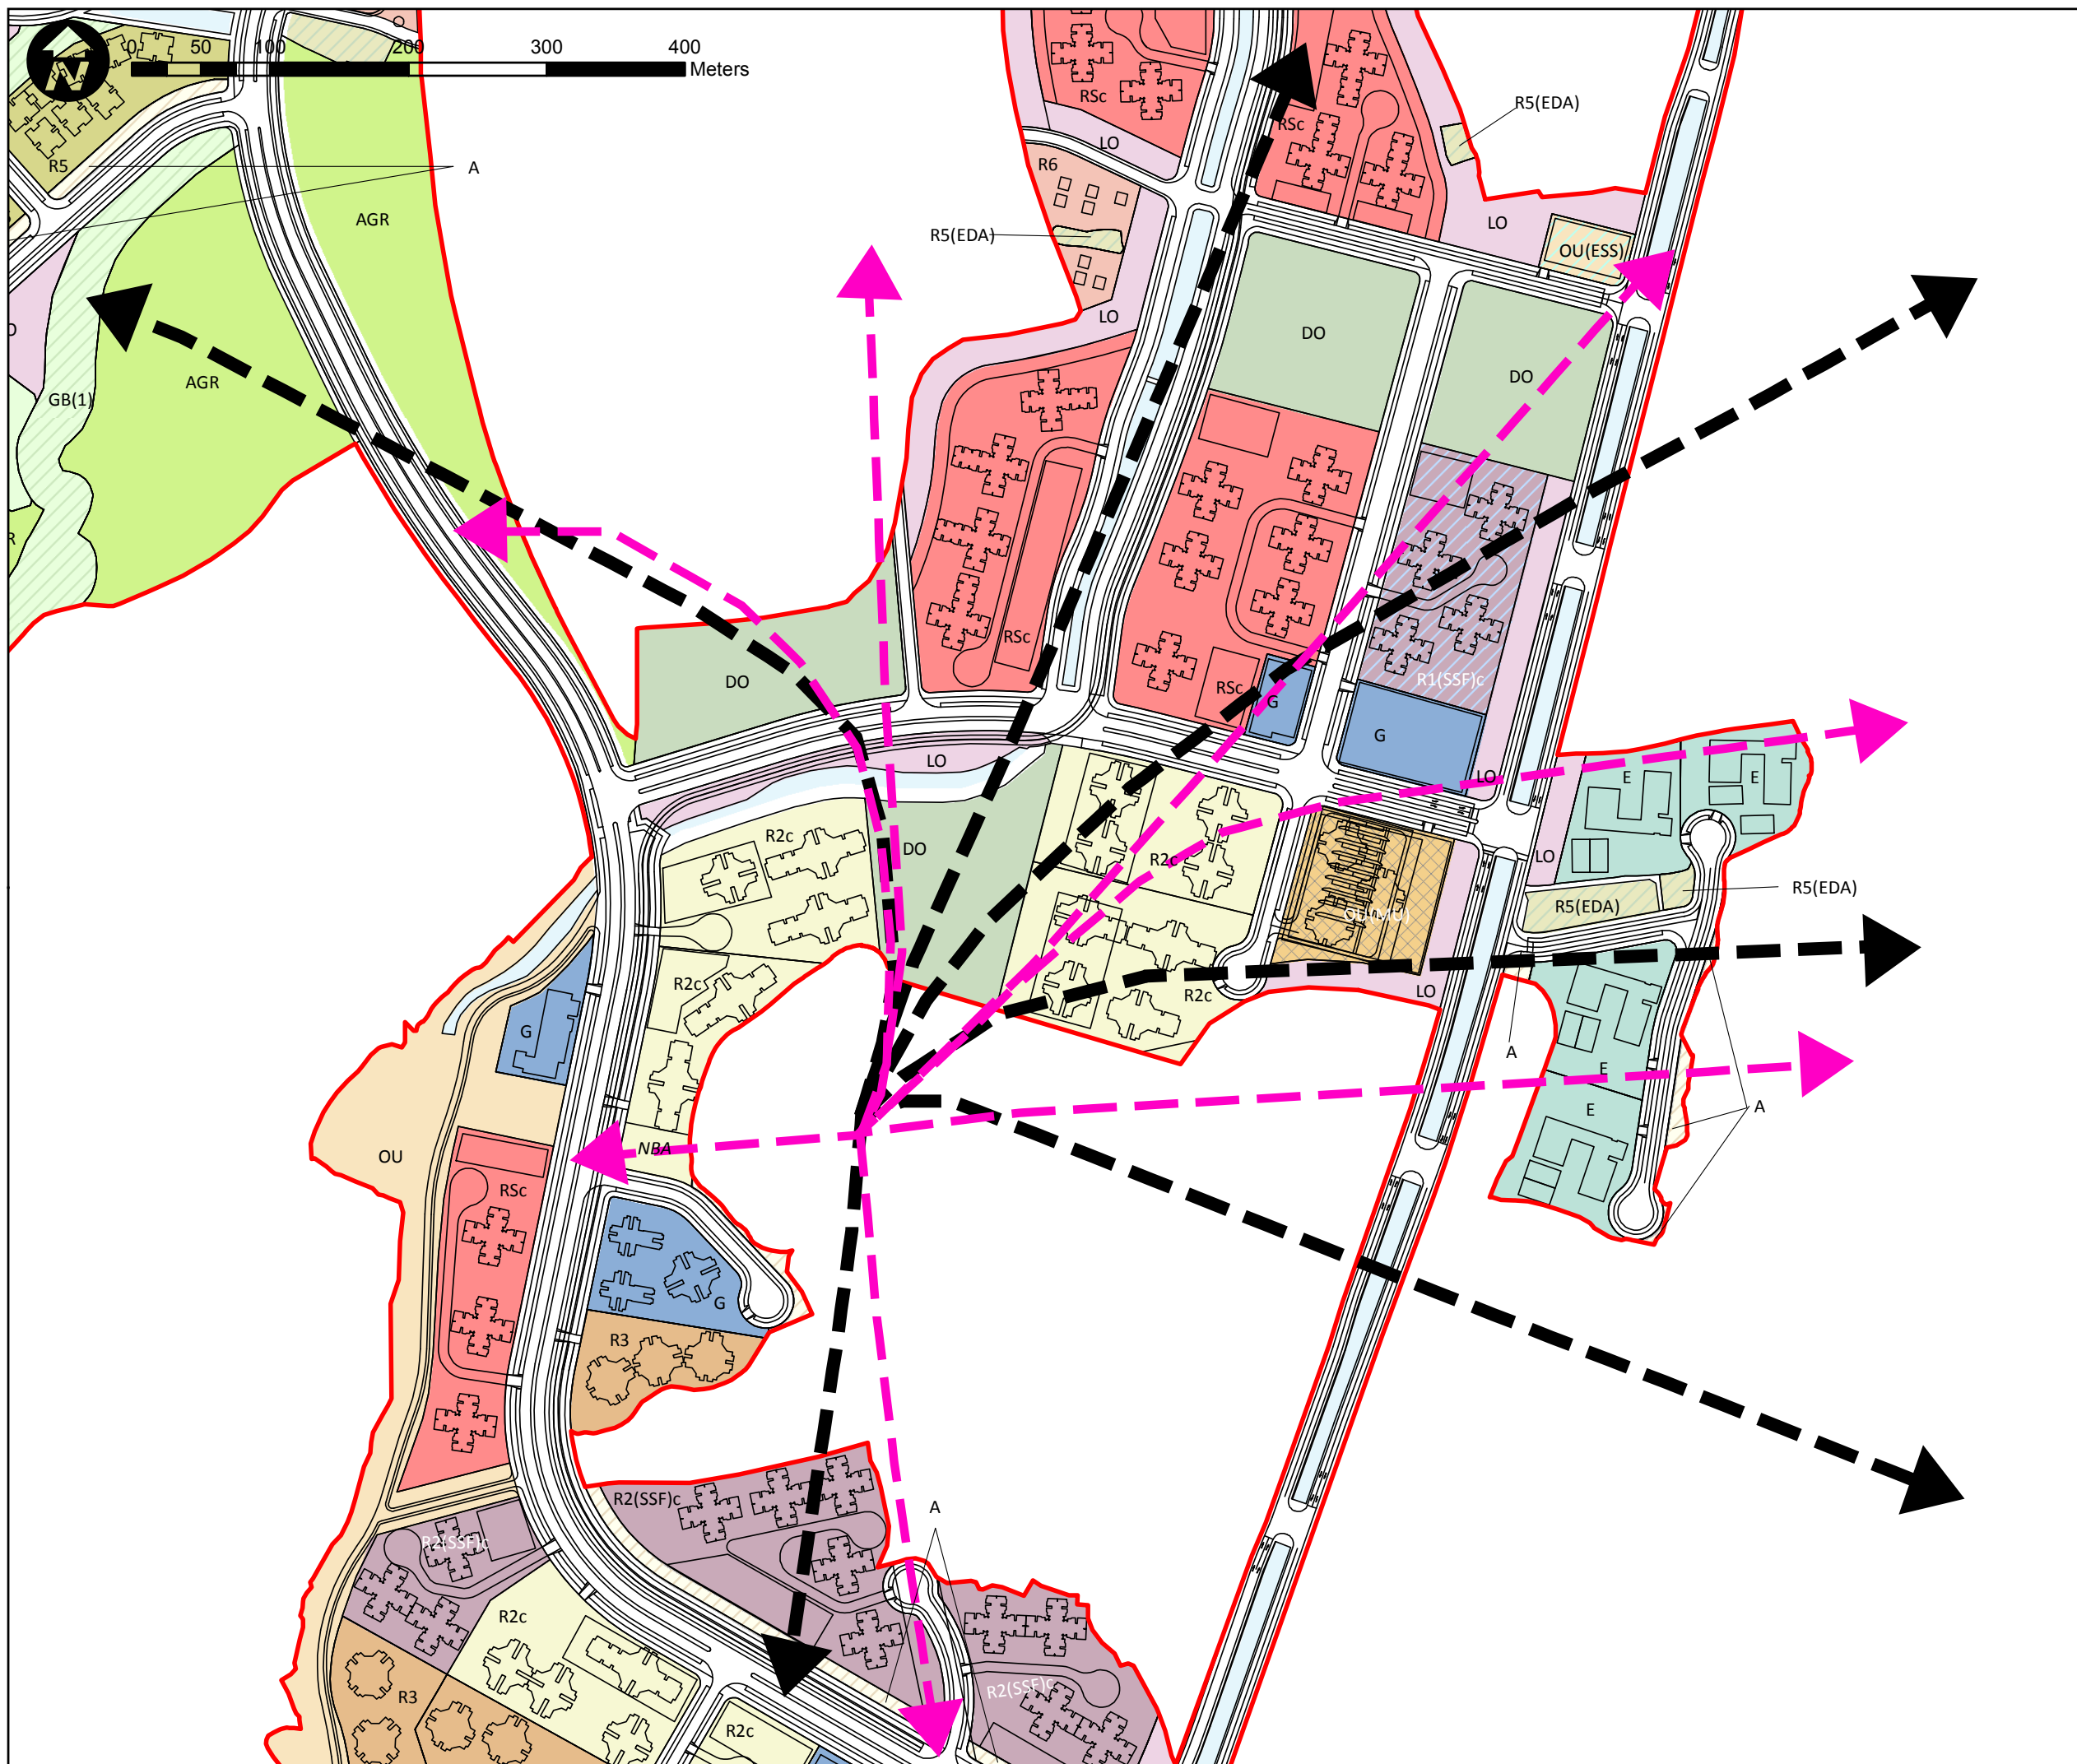 0 50 100 200 300 400
Meters
N
RSc
RSc
R5(EDA)
LO
R5
A
R6
AGR
LO
R5(EDA)
OU(ESS)
LO
DO
DO
AGR
GB(1)
RSc
DO
RSc
R1(SSF)c
G
G
LO
LO
E
E
R2c
DO
R2c
LO
R5(EDA)
R5(EDA)
OU(MU)
R2c
R2c
LO
G
A
E
E
A
NBA
OU
RSc
G
R3
R2(SSF)c
A
R2(SSF)c
R2c
R2(SSF)c
R3
R2c